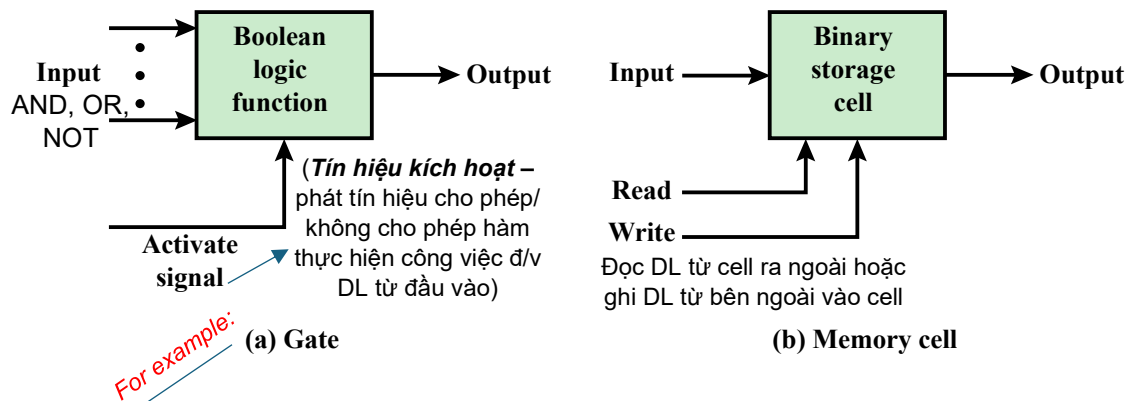 Boolean
logic
function
Input
AND, OR,
NOT
Output
Activate
signal
(Tín hiệu kích hoạt –
phát tín hiệu cho phép/
không cho phép hàm
thực hiện công việc đ/v
DL từ đầu vào)
For example:
(a) Gate
Binary
storage
cell
Input
Output
Read
Write
Đọc DL từ cell ra ngoài hoặc
ghi DL từ bên ngoài vào cell
(b) Memory cell